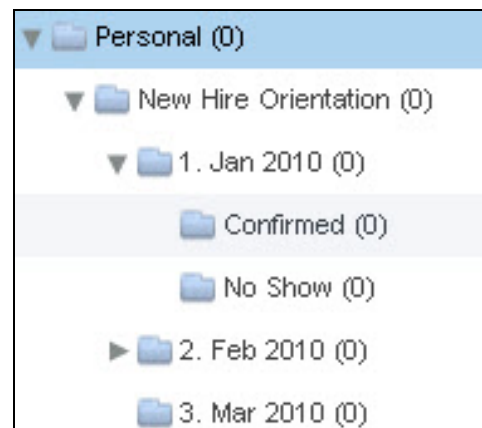 Personal (0)
New Hire Orientation (0)
1. Jan 2010 (0)
Confirmed (0)
No Show (0)
2. Feb 2010 (0)
3. Mar 2010 (0)